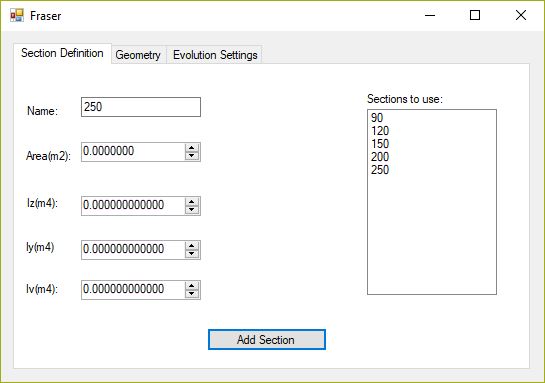 Fraser
Section Definition
Geometry
Evolution Settings
Name:
250
Area(m2):
0.0000000
Iz(m4):
0.000000000000
Iy(m4)
0.000000000000
Iv(m4):
0.000000000000
Sections to use:
90
120
150
200
250
Add Section